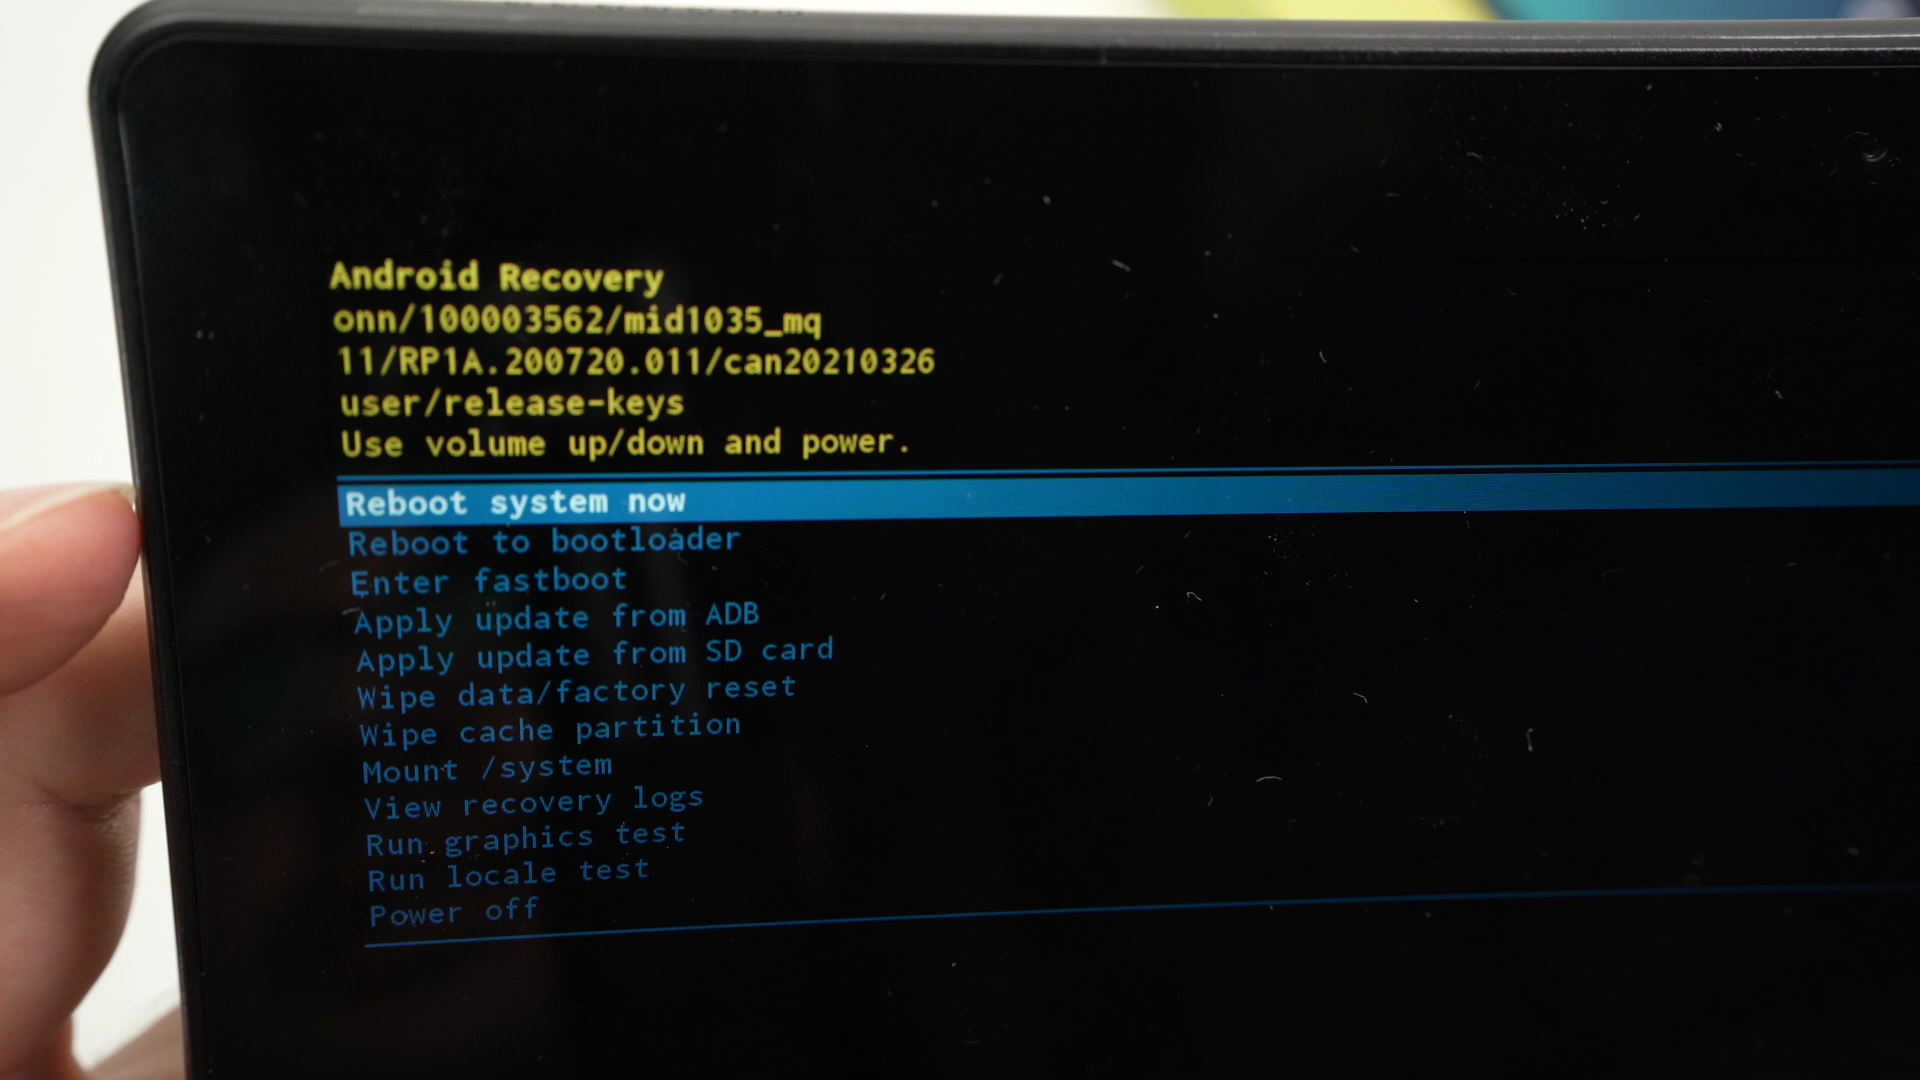 Android Recovery
onn/100003562/mid1035_mq
11/RP1A.200720.011/can20210326
user/release-keys
Use volume up/down and power.
Reboot system now
Reboot to bootloader
Enter fastboot
Apply update from ADB
Apply update from SD card
Wipe data/factory reset
Wipe cache partition
Mount /system
View recovery logs
Run graphics test
Run locale test
Power off